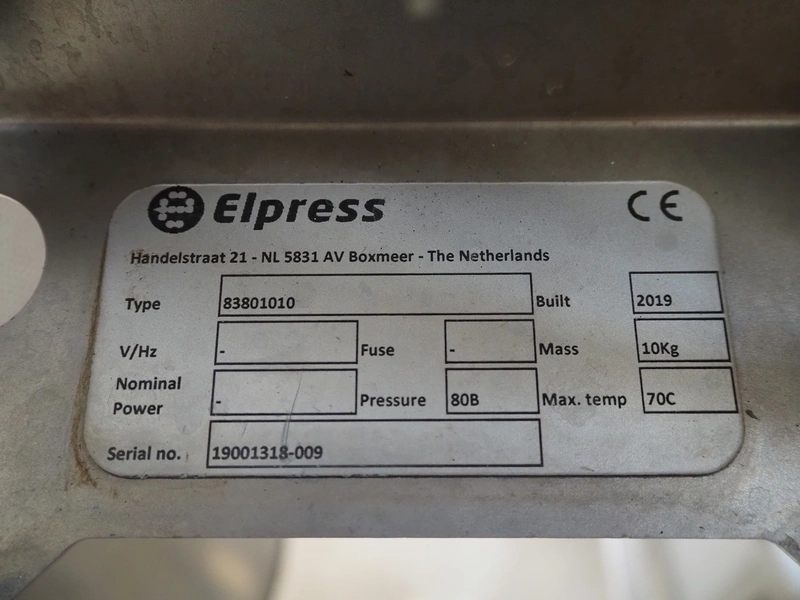 Elpress CE
Handelstraat 21 - NL 5831 AV Boxmeer - The Netherlands
Type 83801010 Built 2019
V/Hz - Fuse - Mass 10Kg
Nominal
Power - Pressure 80B Max. temp 70C
Serial no. 19001318-009